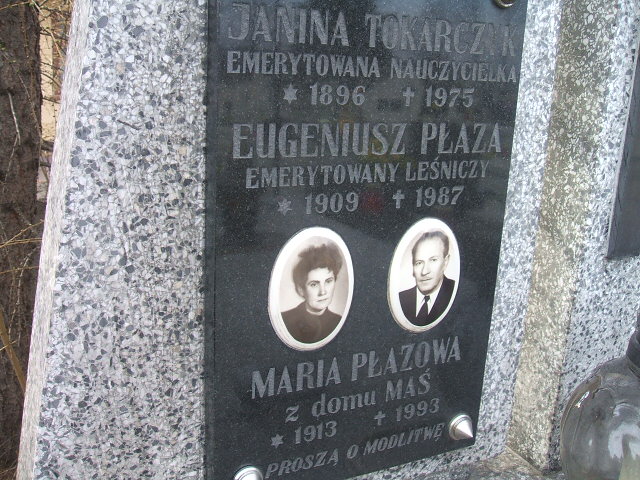 JANINA TOKARCZYK
EMERYTOWANA NAUCZYCIELKA
* 1896 + 1975
EUGENIUSZ PŁAZA
EMERYTOWANY LEŚNICZY
* 1909 + 1987
MARIA PŁAZOWA
z domu MAŚ
* 1913 + 1993
PROSZĄ O MODLITWĘ